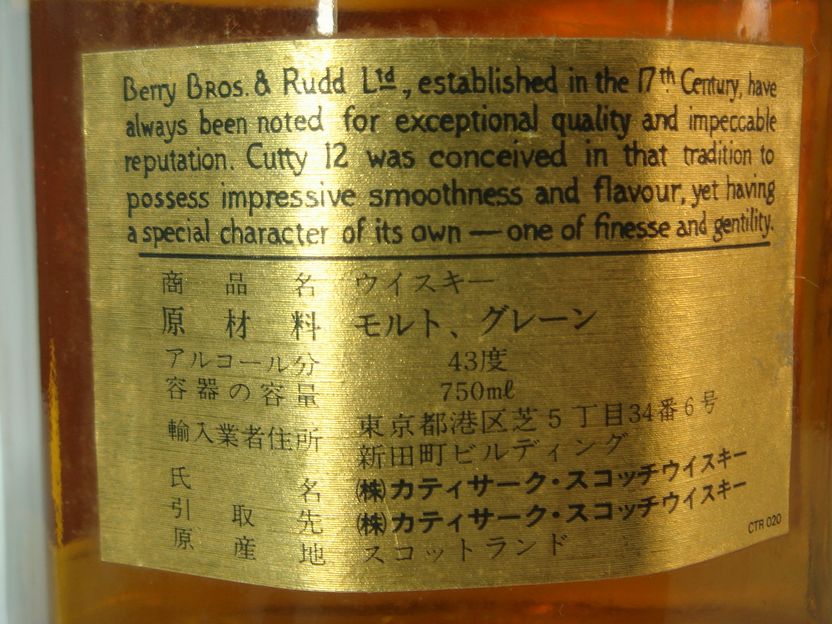 Berry Bros. & Rudd Ltd, established in the 17th Century, have
always been noted for exceptional quality and impeccable
reputation. Cutty 12 was conceived in that tradition to
possess impressive smoothness and flavour, yet having
a special character of its own — one of finesse and gentility.
商品名 ウイスキー
原材料 モルト、グレーン
アルコール分 43度
容器の容量 750mℓ
輸入業者住所 東京都港区芝5丁目34番6号
新田町ビルディング
氏名 ㈱カティサーク・スコッチウイスキー
引取先 ㈱カティサーク・スコッチウイスキー
原産地 スコットランド
CTR 020